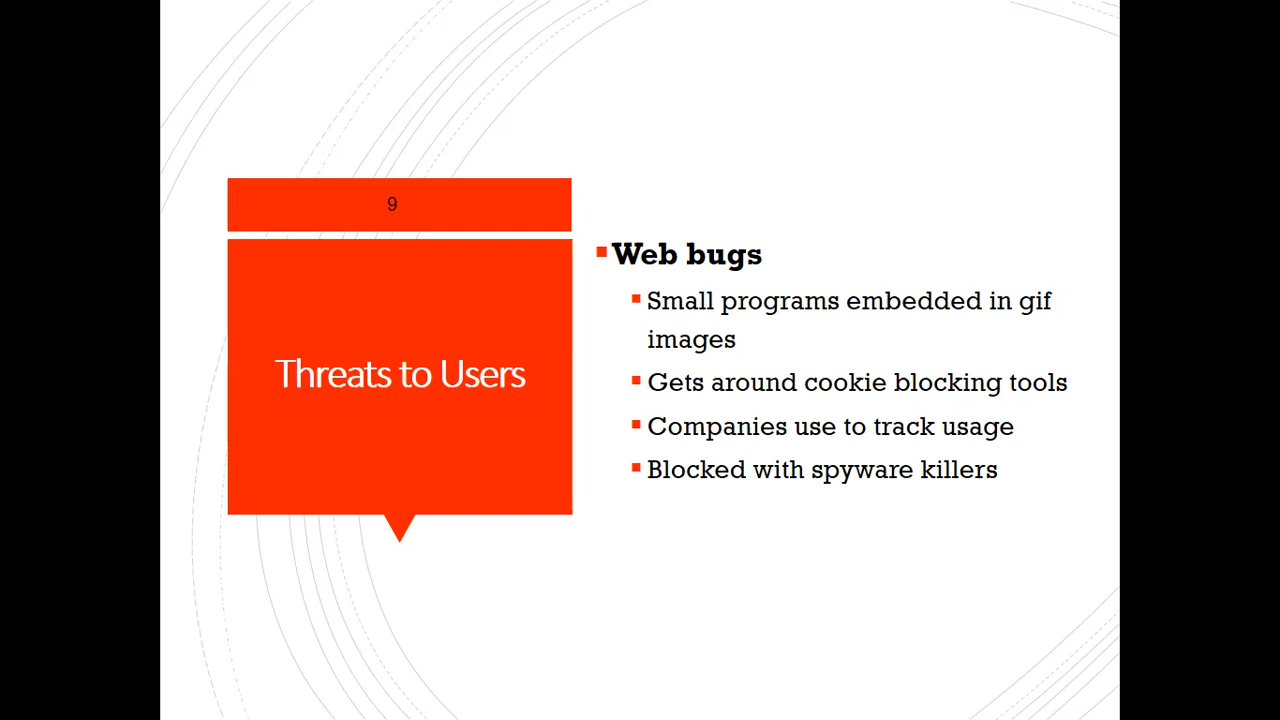 9
Threats to Users
Web bugs
Small programs embedded in gif
images
Gets around cookie blocking tools
Companies use to track usage
Blocked with spyware killers